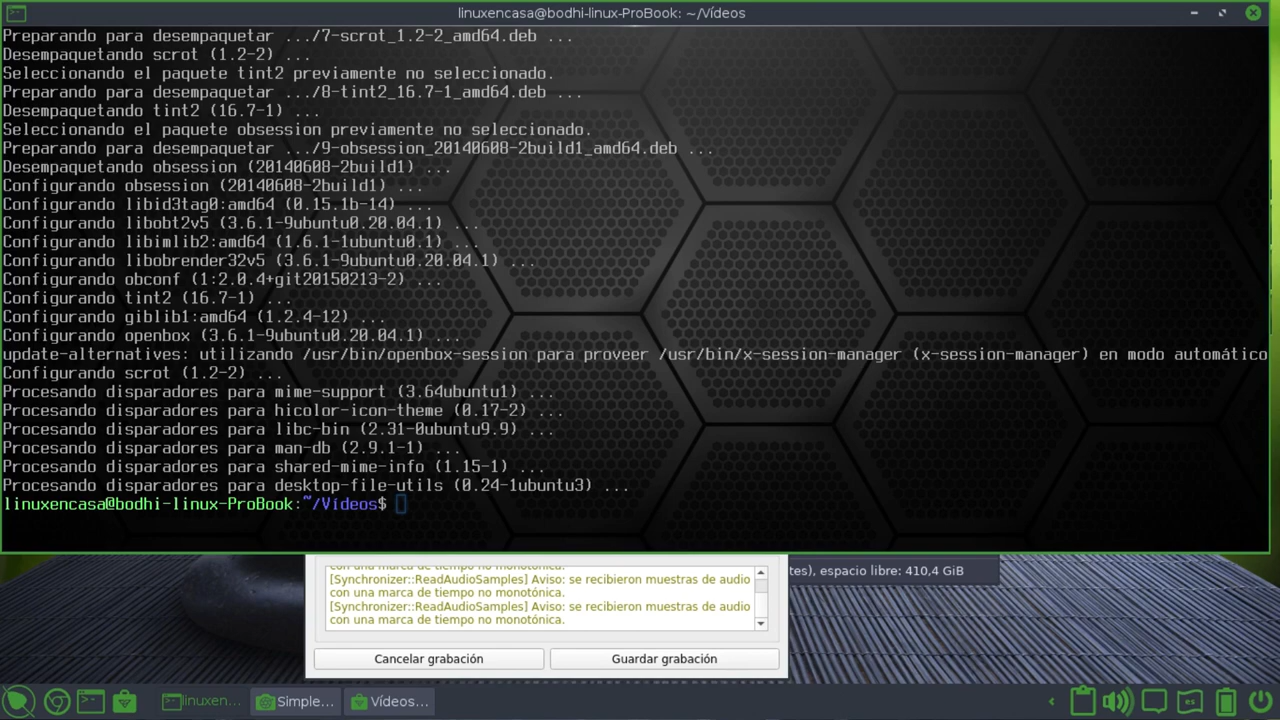 linuxencasa@bodhi-linux-ProBook: ~/Vídeos
Preparando para desempaquetar .../7-scrot_1.2-2_amd64.deb ...
Desempaquetando scrot (1.2-2) ...
Seleccionando el paquete tint2 previamente no seleccionado.
Preparando para desempaquetar .../8-tint2_16.7-1_amd64.deb ...
Desempaquetando tint2 (16.7-1) ...
Seleccionando el paquete obsession previamente no seleccionado.
Preparando para desempaquetar .../9-obsession_20140608-2build1_amd64.deb ...
Desempaquetando obsession (20140608-2build1) ...
Configurando obsession (20140608-2build1) ...
Configurando libid3tag0:amd64 (0.15.1b-14) ...
Configurando libobt2v5 (3.6.1-9ubuntu0.20.04.1) ...
Configurando libimlib2:amd64 (1.6.1-1ubuntu0.1) ...
Configurando libobrender32v5 (3.6.1-9ubuntu0.20.04.1) ...
Configurando obconf (1:2.0.4+git20150213-2) ...
Configurando tint2 (16.7-1) ...
Configurando giblib1:amd64 (1.2.4-12) ...
Configurando openbox (3.6.1-9ubuntu0.20.04.1) ...
update-alternatives: utilizando /usr/bin/openbox-session para proveer /usr/bin/x-session-manager (x-session-manager) en modo automático
Configurando scrot (1.2-2) ...
Procesando disparadores para mime-support (3.64ubuntu1) ...
Procesando disparadores para hicolor-icon-theme (0.17-2) ...
Procesando disparadores para libc-bin (2.31-0ubuntu9.9) ...
Procesando disparadores para man-db (2.9.1-1) ...
Procesando disparadores para shared-mime-info (1.15-1) ...
Procesando disparadores para desktop-file-utils (0.24-1ubuntu3) ...
linuxencasa@bodhi-linux-ProBook:~/Vídeos$
con una marca de tiempo no monotónica.
[Synchronizer::ReadAudioSamples] Aviso: se recibieron muestras de audio
con una marca de tiempo no monotónica.
[Synchronizer::ReadAudioSamples] Aviso: se recibieron muestras de audio
con una marca de tiempo no monotónica.
tes), espacio libre: 410,4 GiB
Cancelar grabación
Guardar grabación
linuxen...
Simple...
Vídeos...
es